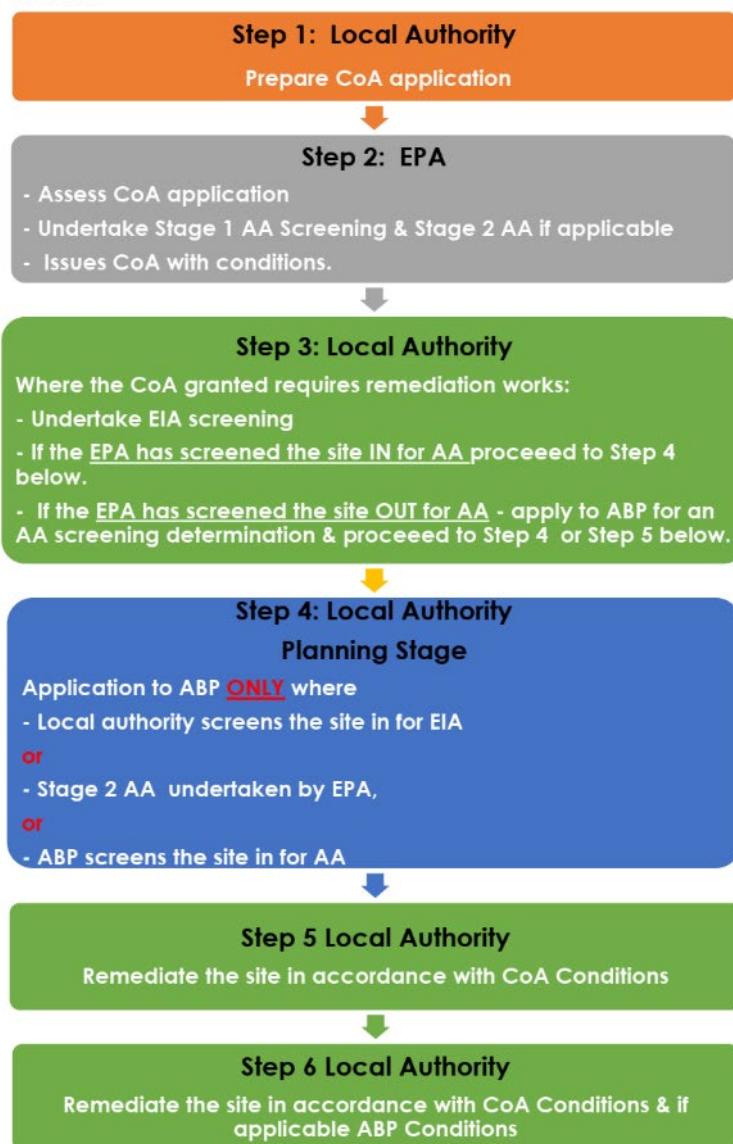 Step 1:  Local Authority
Prepare CoA application
Step 2:  EPA
- Assess CoA application
- Undertake Stage 1 AA Screening & Stage 2 AA if applicable
-  Issues CoA with conditions.
Step 3: Local Authority
Where the CoA granted requires remediation works:
- Undertake EIA screening
- If the EPA has screened the site IN for AA proceeed to Step 4
below.
-  If the EPA has screened the site OUT for AA - apply to ABP for an
AA screening determination & proceeed to Step 4  or Step 5 below.
Step 4: Local Authority
Planning Stage
Application to ABP ONLY where
- Local authority screens the site in for EIA
or
- Stage 2 AA  undertaken by EPA,
or
- ABP screens the site in for AA
Step 5 Local Authority
Remediate the site in accordance with CoA Conditions
Step 6 Local Authority
Remediate the site in accordance with CoA Conditions & if
applicable ABP Conditions